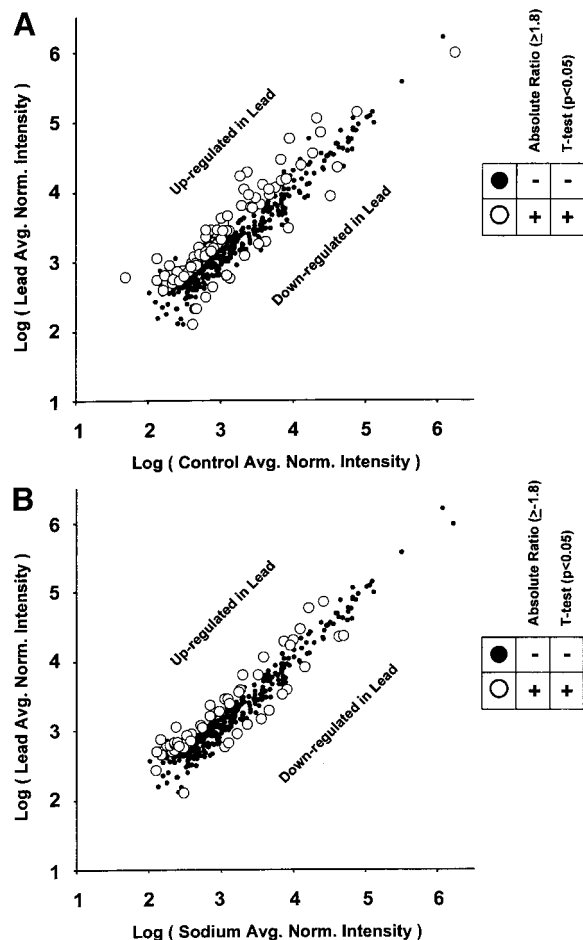 A
6
5
4
3
2
1
1 2 3 4 5 6
Log ( Lead Avg. Norm. Intensity )
Log ( Control Avg. Norm. Intensity )
Up-regulated in Lead
Down-regulated in Lead
Absolute Ratio (≥1.8)
T-test (p<0.05)
- -
+ +
B
6
5
4
3
2
1
1 2 3 4 5 6
Log ( Lead Avg. Norm. Intensity )
Log ( Sodium Avg. Norm. Intensity )
Up-regulated in Lead
Down-regulated in Lead
Absolute Ratio (≥-1.8)
T-test (p<0.05)
- -
+ +